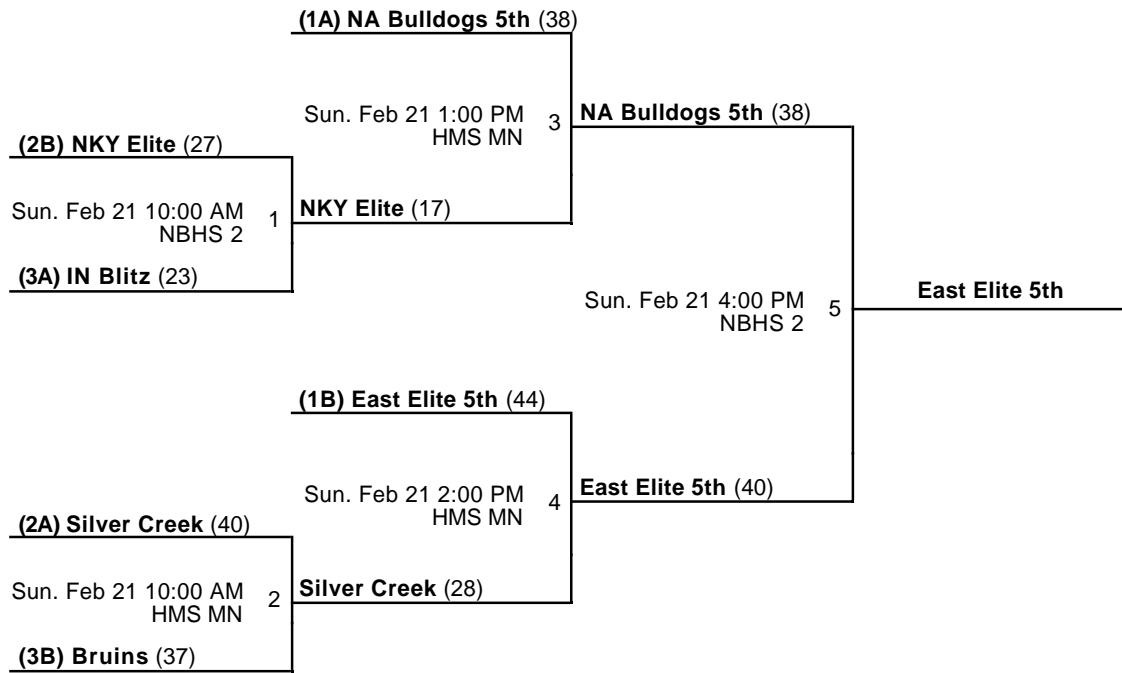 (1A) NA Bulldogs 5th (38)
Sun. Feb 21 1:00 PM
HMS MN
3
NA Bulldogs 5th (38)
(2B) NKY Elite (27)
Sun. Feb 21 10:00 AM
NBHS 2
1
NKY Elite (17)
(3A) IN Blitz (23)
Sun. Feb 21 4:00 PM
NBHS 2
5
East Elite 5th
(1B) East Elite 5th (44)
Sun. Feb 21 2:00 PM
HMS MN
4
East Elite 5th (40)
(2A) Silver Creek (40)
Sun. Feb 21 10:00 AM
HMS MN
2
Silver Creek (28)
(3B) Bruins (37)